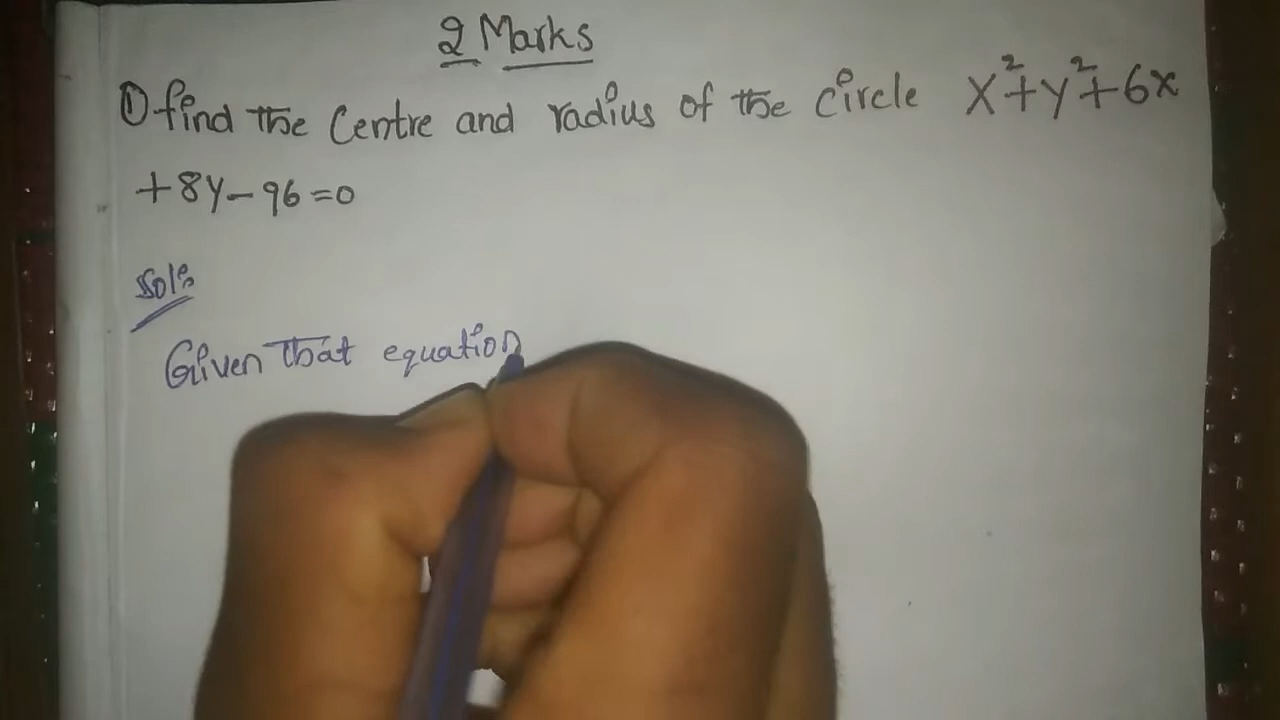 2 Marks
① find the Centre and radius of the circle x²+y²+6x
+8y-96=0
Sol:
Given that equation